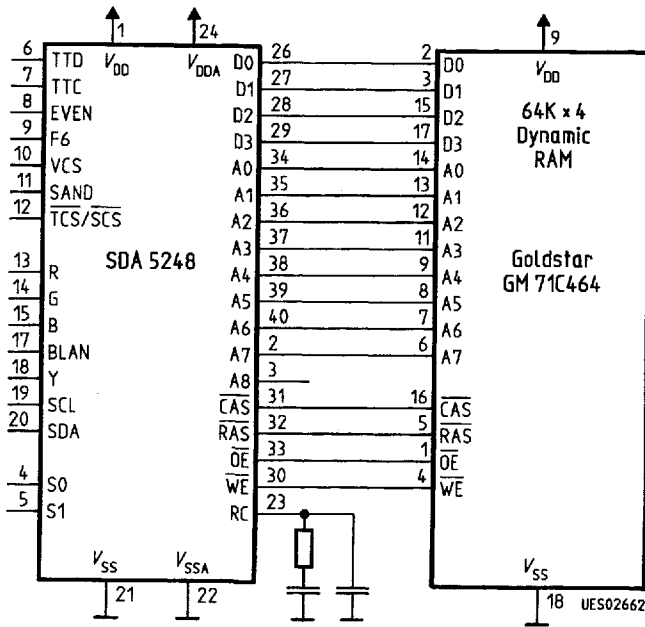 1 24 9
6 TTD V_DD V_DDA D0 26 2 D0 V_DD
7 TTC D1 27 3 D1
8 EVEN D2 28 15 D2 64K x 4
9 F6 D3 29 17 D3 Dynamic
10 VCS A0 34 14 A0 RAM
11 SAND A1 35 13 A1
12 TCS/SCS A2 36 12 A2
A3 37 11 A3
13 R SDA 5248 A4 38 9 A4 Goldstar
14 G A5 39 8 A5 GM 71C464
15 B A6 40 7 A6
17 BLAN A7 2 6 A7
18 Y A8 3
19 SCL CAS 31 16 CAS
20 SDA RAS 32 5 RAS
OE 33 1 OE
4 S0 WE 30 4 WE
5 S1 RC 23
V_SS V_SSA V_SS
21 22 18 UES02662